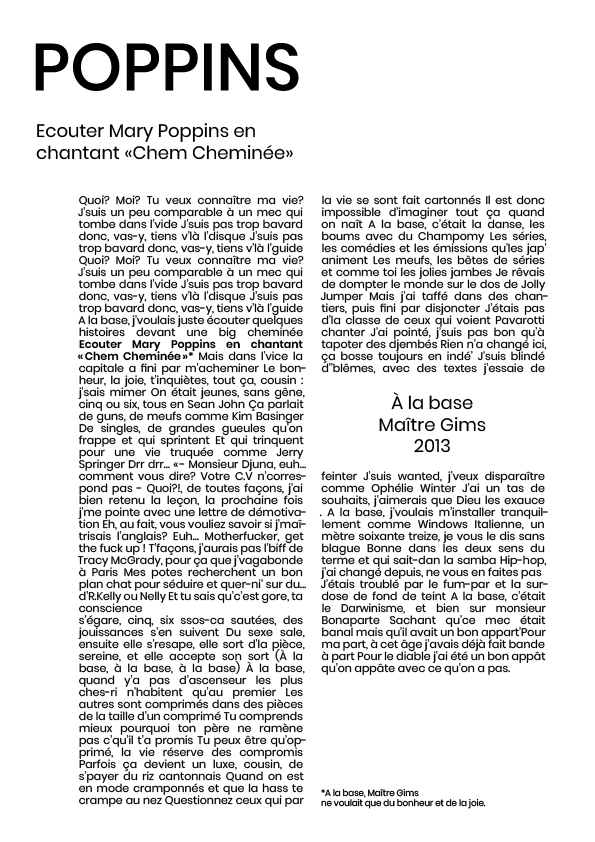 POPPINS
Ecouter Mary Poppins en
chantant «Chem Cheminée»
Quoi? Moi? Tu veux connaître ma vie?
J'suis un peu comparable à un mec qui
tombe dans l'vide J'suis pas trop bavard
donc, vas-y, tiens v'là l'disque J'suis pas
trop bavard donc, vas-y, tiens v'là l'guide
Quoi? Moi? Tu veux connaître ma vie?
J'suis un peu comparable à un mec qui
tombe dans l'vide J'suis pas trop bavard
donc, vas-y, tiens v'là l'disque J'suis pas
trop bavard donc, vas-y, tiens v'là l'guide
A la base, j'voulais juste écouter quelques
histoires devant une big cheminée
Ecouter Mary Poppins en chantant
«Chem Cheminée»* Mais dans l'vice la
capitale a fini par m'acheminer Le bon-
heur, la joie, t'inquiètes, tout ça, cousin :
j'sais mimer On était jeunes, sans gêne,
cinq ou six, tous en Sean John Ça parlait
de guns, de meufs comme Kim Basinger
De singles, de grandes gueules qu'on
frappe et qui sprintent Et qui trinquent
pour une vie truquée comme Jerry
Springer Drr drr... «- Monsieur Djuna, euh...
comment vous dire? Votre C.V n'corres-
pond pas - Quoi?!, de toutes façons, j'ai
bien retenu la leçon, la prochaine fois
j'me pointe avec une lettre de démotiva-
tion Eh, au fait, vous vouliez savoir si j'maî-
trisais l'anglais? Euh... Motherfucker, get
the fuck up ! T'façons, j'aurais pas l'biff de
Tracy McGrady, pour ça que j'vagabonde
à Paris Mes potes recherchent un bon
plan chat pour séduire et quer-ni' sur du...
d'R.Kelly ou Nelly Et tu sais qu'c'est gore, ta
conscience
s'égare, cinq, six ssos-ca sautées, des
jouissances s'en suivent Du sexe sale,
ensuite elle s'resape, elle sort d'la pièce,
sereine, et elle accepte son sort (À la
base, à la base, à la base) À la base,
quand y'a pas d'ascenseur les plus
ches-ri n'habitent qu'au premier Les
autres sont comprimés dans des pièces
de la taille d'un comprimé Tu comprends
mieux pourquoi ton père ne ramène
pas c'qu'il t'a promis Tu peux être qu'op-
primé, la vie réserve des compromis
Parfois ça devient un luxe, cousin, de
s'payer du riz cantonnais Quand on est
en mode cramponnés et que la hass te
crampe au nez Questionnez ceux qui par
la vie se sont fait cartonnés Il est donc
impossible d'imaginer tout ça quand
on naît A la base, c'était la danse, les
boums avec du Champomy Les séries,
les comédies et les émissions qu'les jap'
animent Les meufs, les bêtes de séries
et comme toi les jolies jambes Je rêvais
de dompter le monde sur le dos de Jolly
Jumper Mais j'ai taffé dans des chan-
tiers, puis fini par disjoncter J'étais pas
d'la classe de ceux qui voient Pavarotti
chanter J'ai pointé, j'suis pas bon qu'à
tapoter des djembés Rien n'a changé ici,
ça bosse toujours en indé' J'suis blindé
d''blêmes, avec des textes j'essaie de
À la base
Maître Gims
2013
feinter J'suis wanted, j'veux disparaître
comme Ophélie Winter J'ai un tas de
souhaits, j'aimerais que Dieu les exauce
. A la base, j'voulais m'installer tranquil-
lement comme Windows Italienne, un
mètre soixante treize, je vous le dis sans
blague Bonne dans les deux sens du
terme et qui sait-dan la samba Hip-hop,
j'ai changé depuis, ne vous en faites pas
J'étais troublé par le fum-par et la sur-
dose de fond de teint A la base, c'était
le Darwinisme, et bien sur monsieur
Bonaparte Sachant qu'ce mec était
banal mais qu'il avait un bon appart'Pour
ma part, à cet âge j'avais déjà fait bande
à part Pour le diable j'ai été un bon appât
qu'on appâte avec ce qu'on a pas.
*A la base, Maître Gims
ne voulait que du bonheur et de la joie.